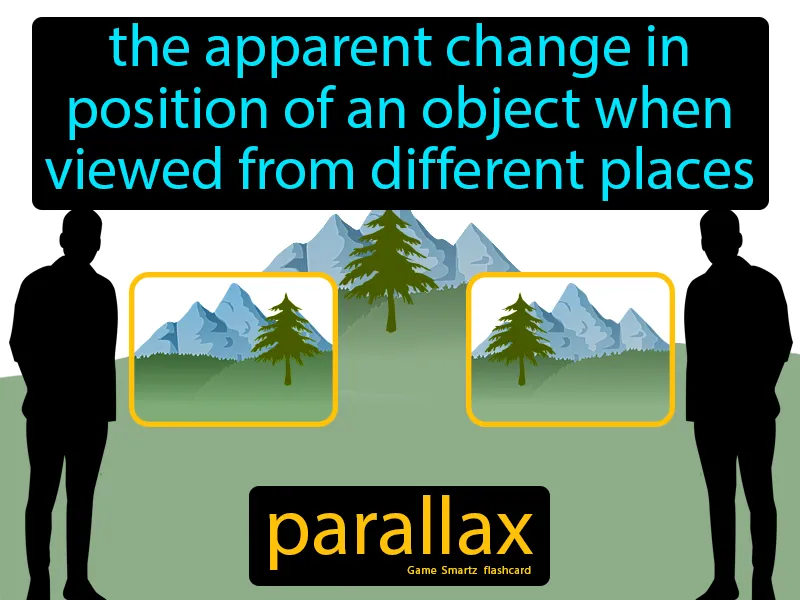 the apparent change in
position of an object when
viewed from different places
parallax
Game Smartz flashcard